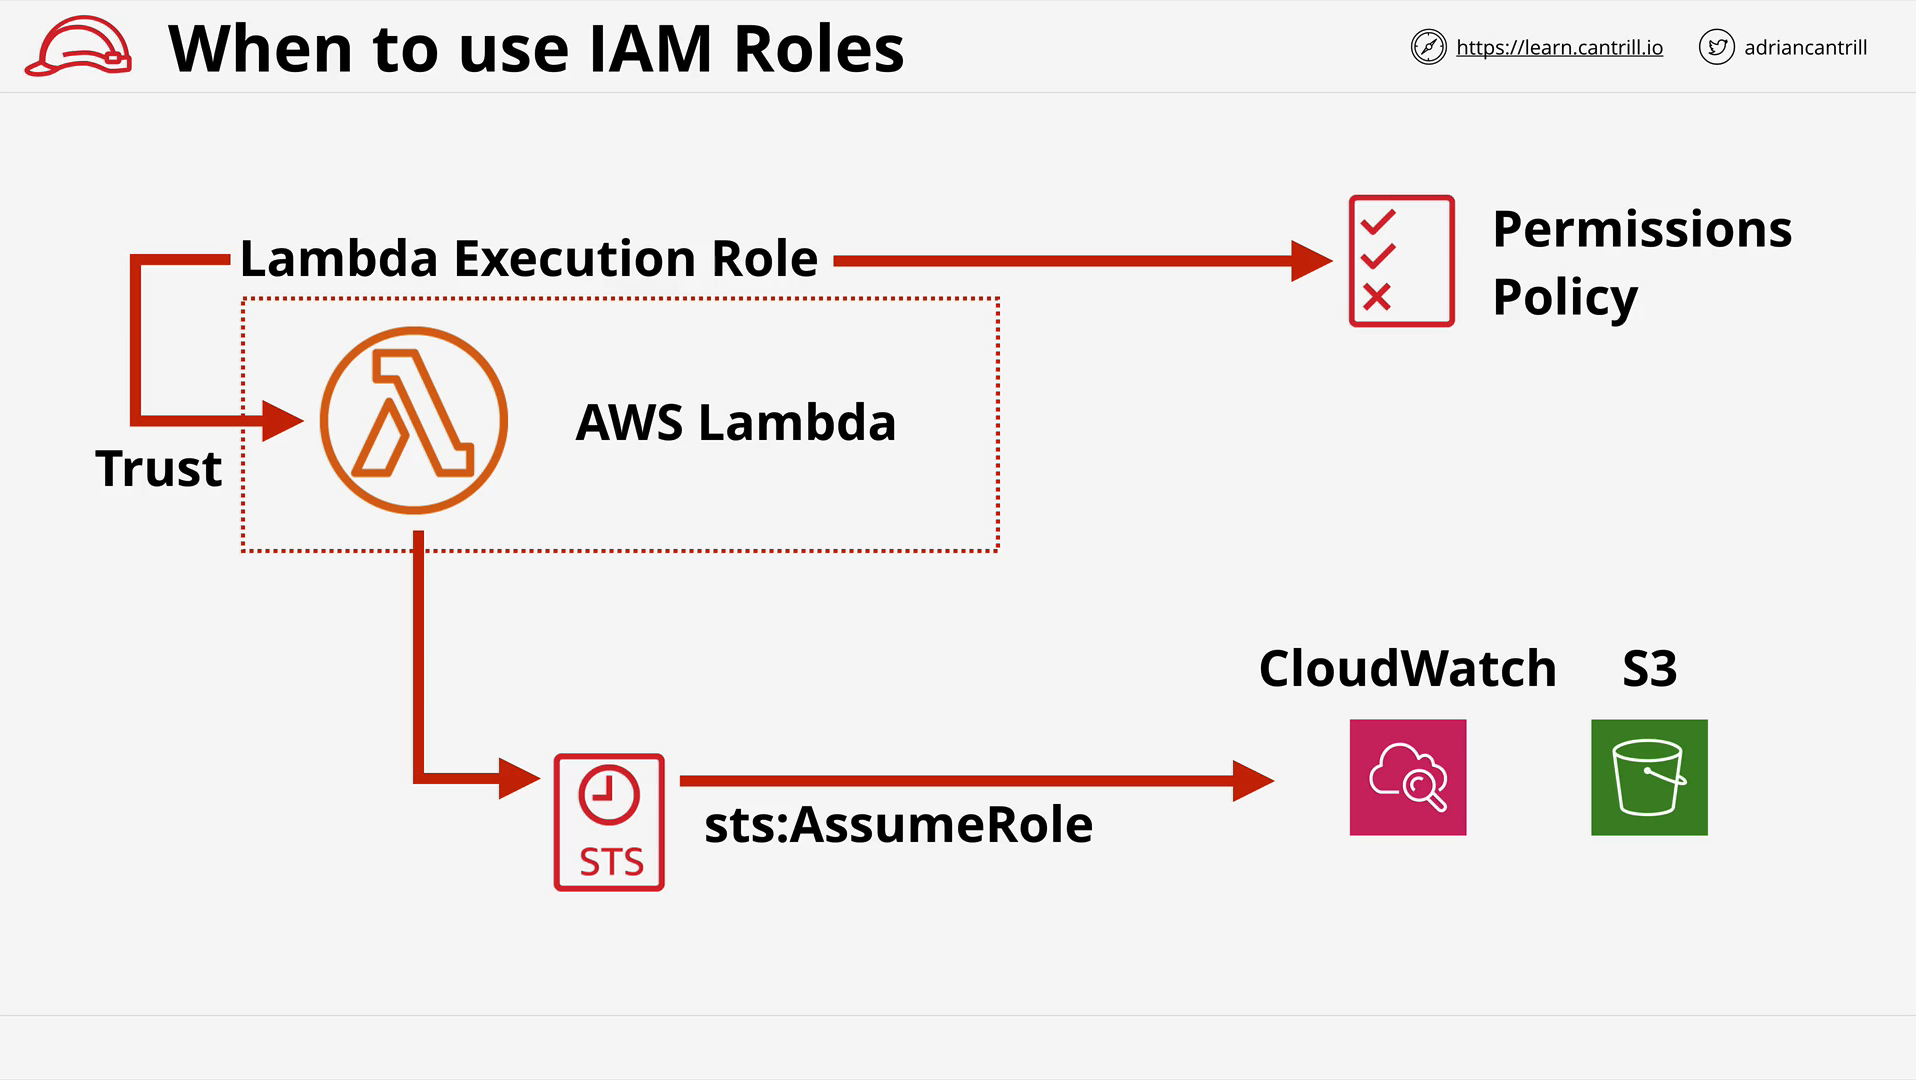 When to use IAM Roles
https://learn.cantrill.io
adriancantrill
Lambda Execution Role
Permissions
Policy
AWS Lambda
Trust
CloudWatch
S3
sts:AssumeRole
STS